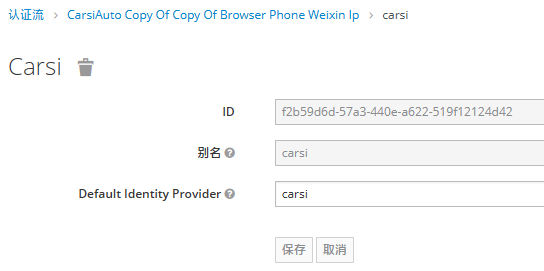 认证流 > CarsiAuto Copy Of Copy Of Browser Phone Weixin Ip > carsi
Carsi
ID f2b59d6d-57a3-440e-a622-519f12124d42
别名 carsi
Default Identity Provider carsi
保存 取消